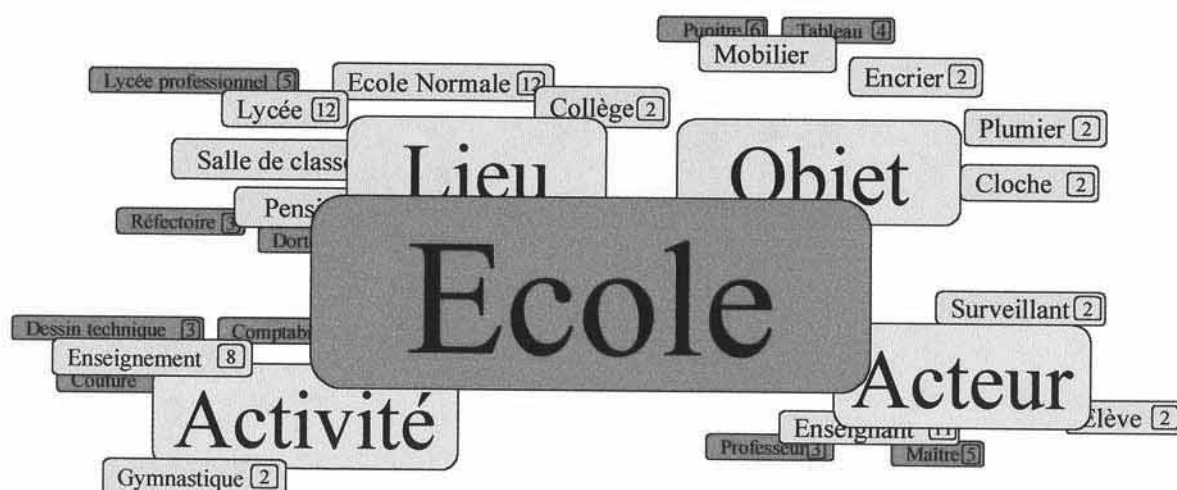 Pupitre 6
Tableau 4
Mobilier
Lycée professionnel 5
Ecole Normale 12
Encrier 2
Lycée 12
Collège 2
Plumier 2
Salle de classe
Lieu
Objet
Cloche 2
Réfectoire 3
Ecole
Surveillant 2
Dessin technique 3
Enseignement 8
Couture
Activité
Acteur
Elève 2
Enseignant 11
Professeur 3
Maître 5
Gymnastique 2